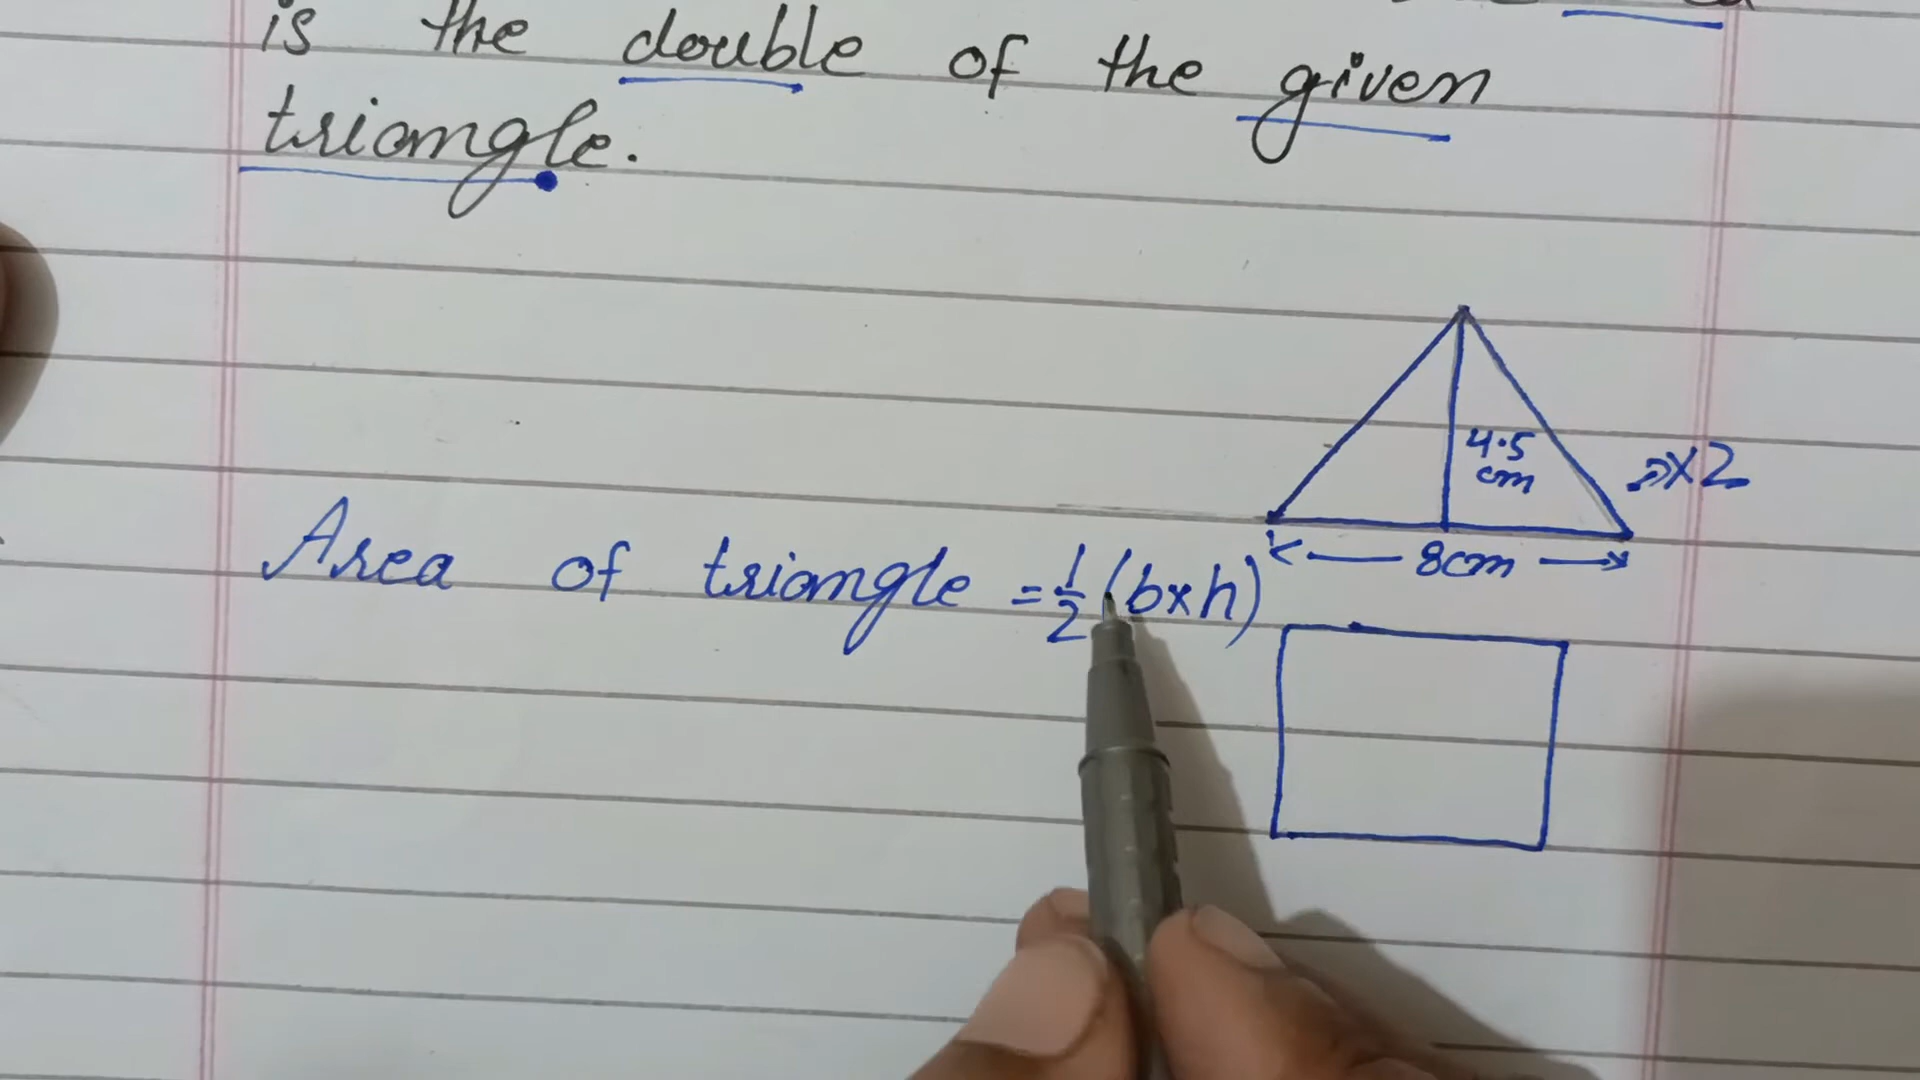 is the double of the given
triangle.
4.5
cm
×2
8cm
Area of triangle = 1/2 (b×h)